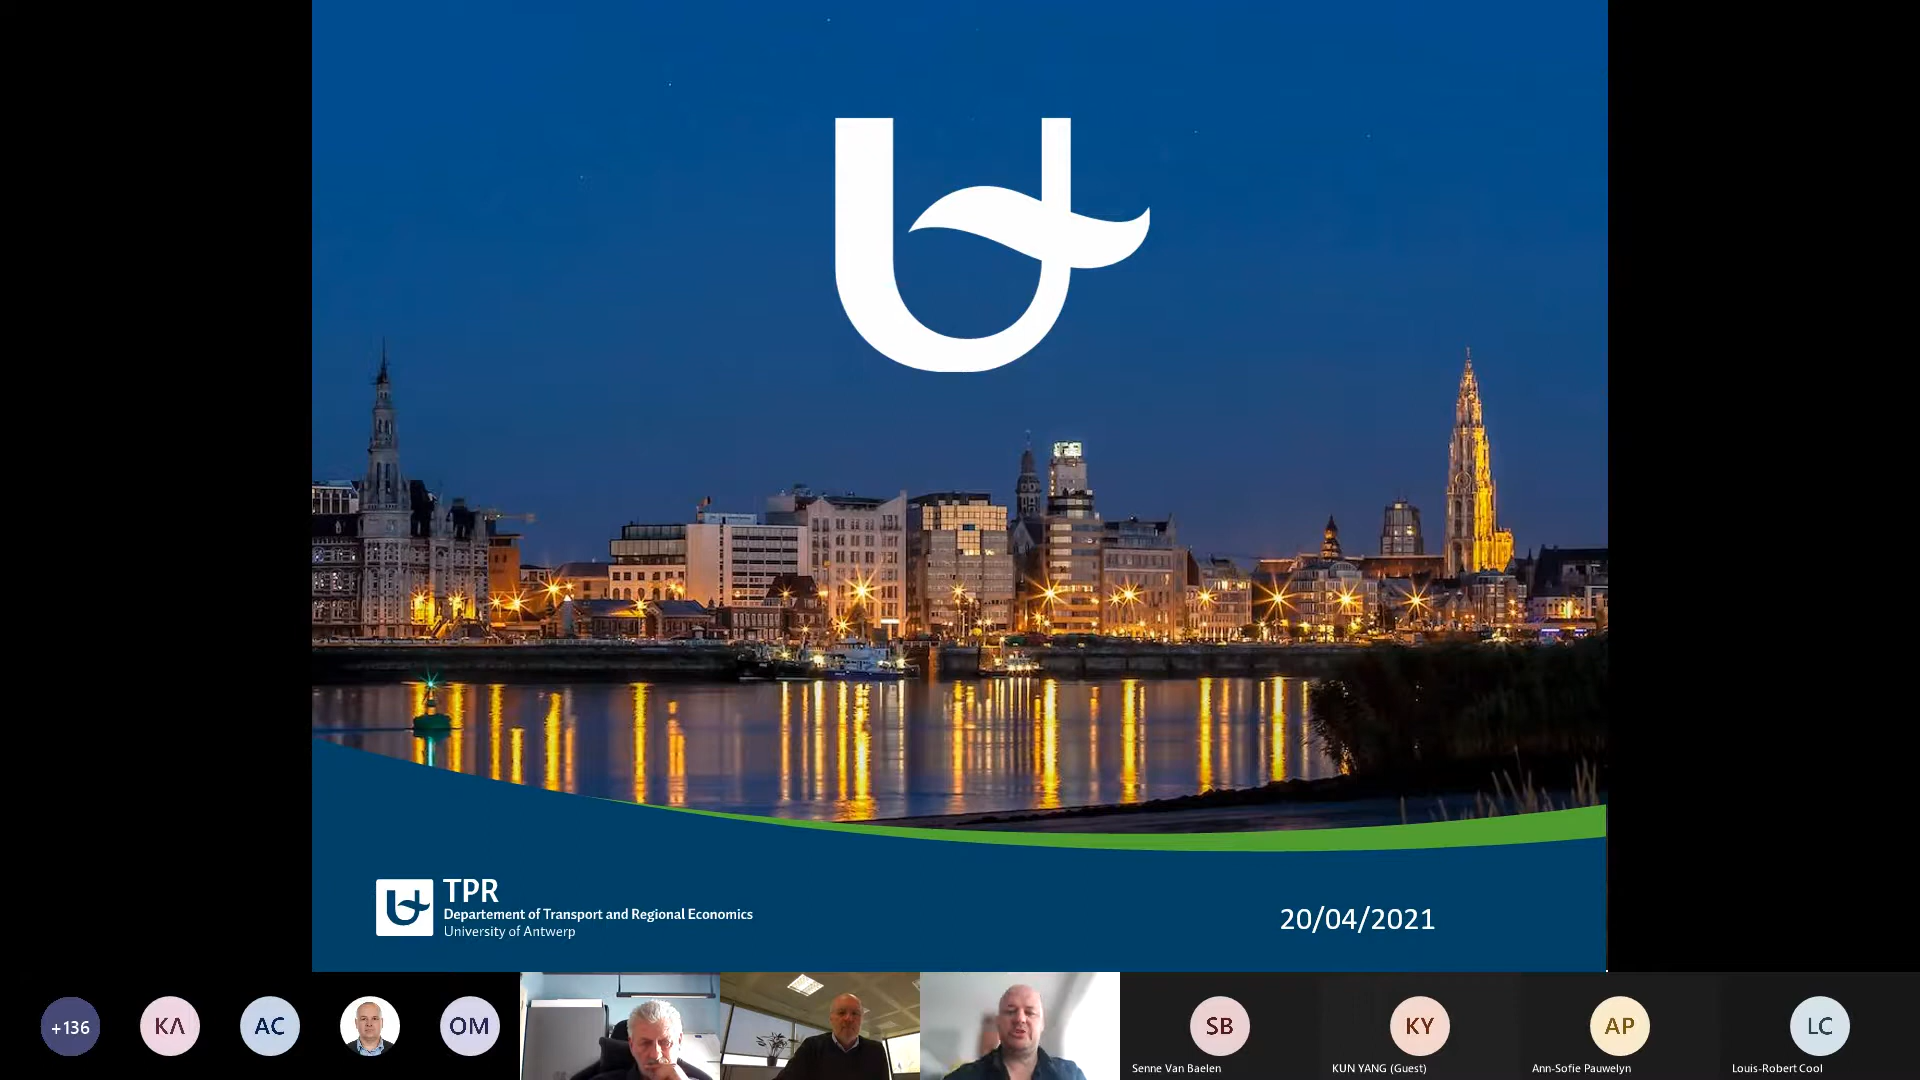 TPR
Departement of Transport and Regional Economics
University of Antwerp
20/04/2021
+136
ΚΛ
AC
OM
SB
KY
AP
LC
Senne Van Baelen
KUN YANG (Guest)
Ann-Sofie Pauwelyn
Louis-Robert Cool